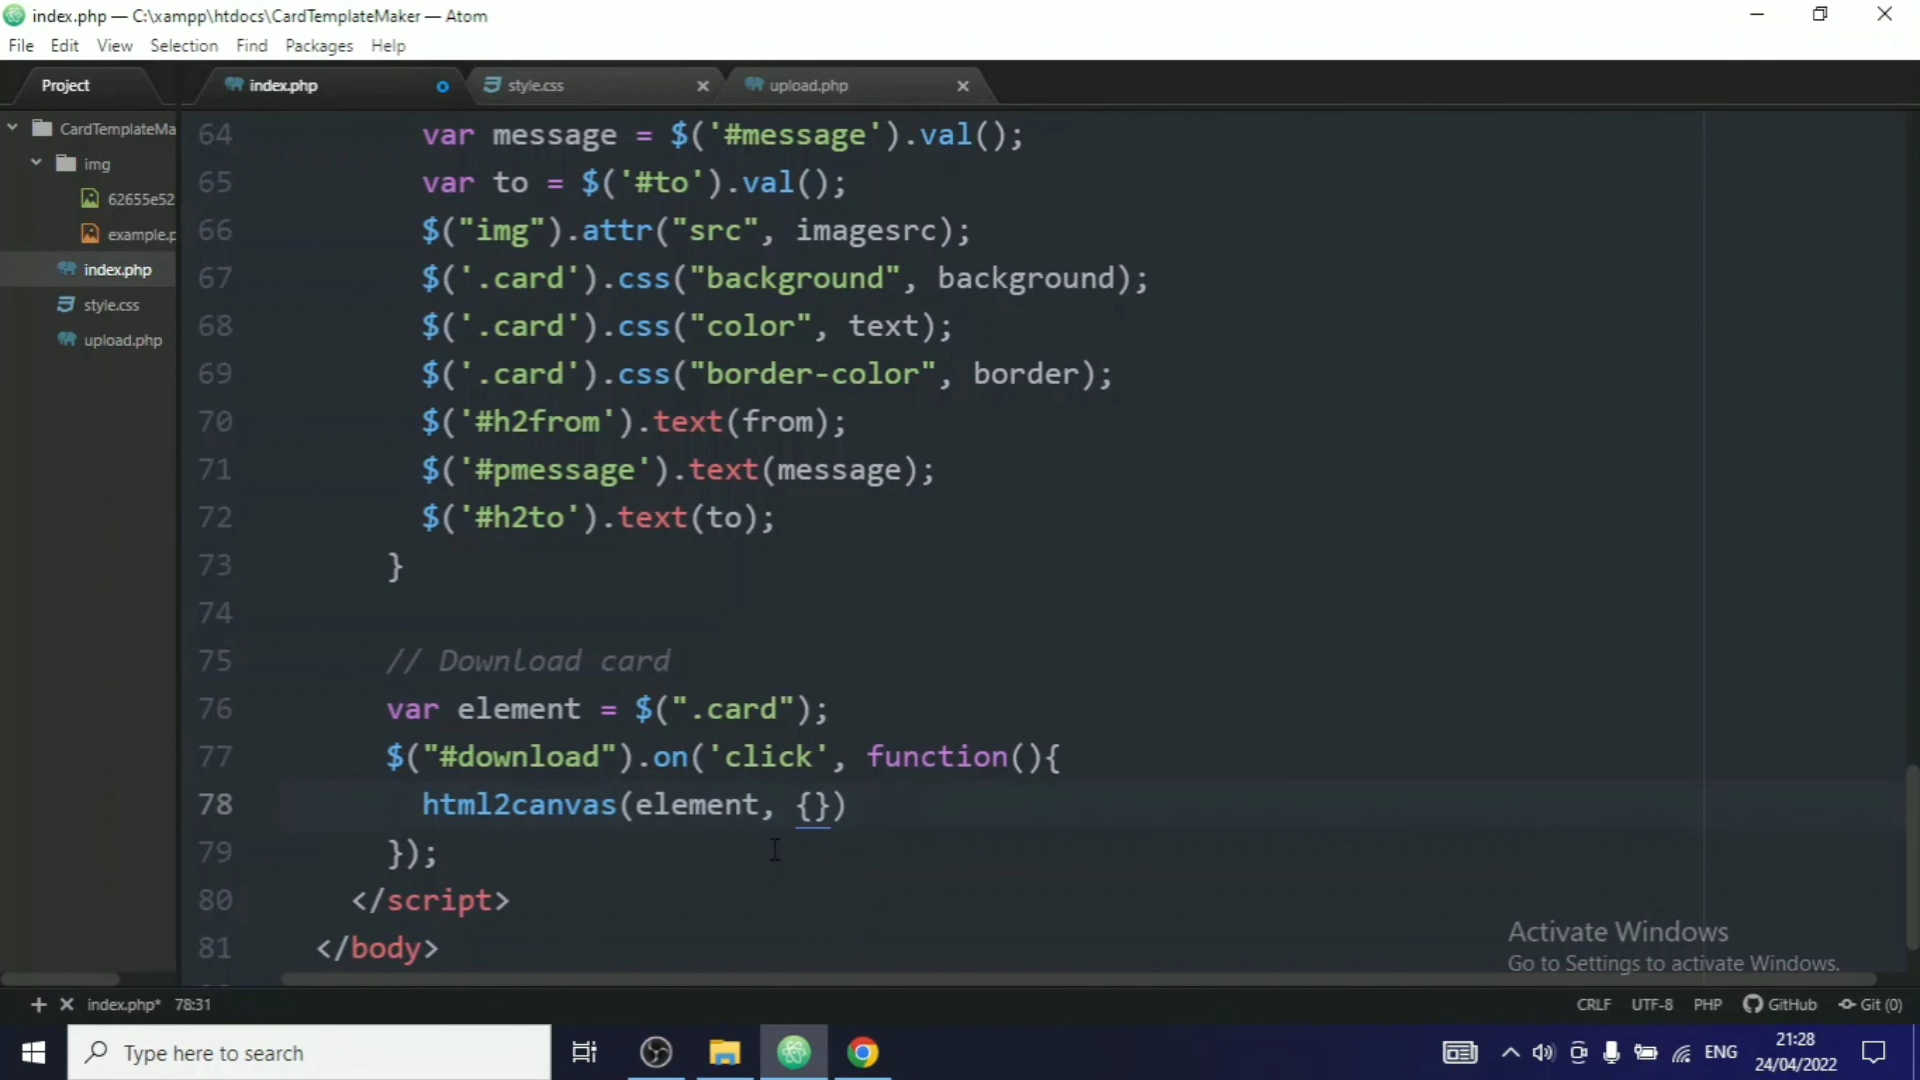 index.php — C:\xampp\htdocs\CardTemplateMaker — Atom
File Edit View Selection Find Packages Help
Project
index.php
style.css
upload.php
CardTemplateMa
img
62655e52
example.p
index.php
style.css
upload.php
64 var message = $('#message').val();
65 var to = $('#to').val();
66 $("img").attr("src", imagesrc);
67 $('.card').css("background", background);
68 $('.card').css("color", text);
69 $('.card').css("border-color", border);
70 $('#h2from').text(from);
71 $('#pmessage').text(message);
72 $('#h2to').text(to);
73 }
74
75 // Download card
76 var element = $(".card");
77 $("#download").on('click', function(){
78 html2canvas(element, {})
79 });
80 </script>
81 </body>
Activate Windows
Go to Settings to activate Windows.
index.php* 78:31
CRLF UTF-8 PHP GitHub Git (0)
Type here to search
ENG
21:28
24/04/2022